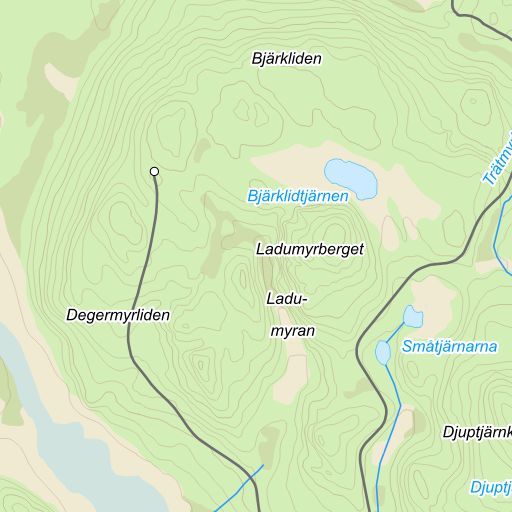 Bjärkliden
Bjärklidtjärnen
Ladumyrberget
Ladu-
myran
Degermyrliden
Småtjärnarna